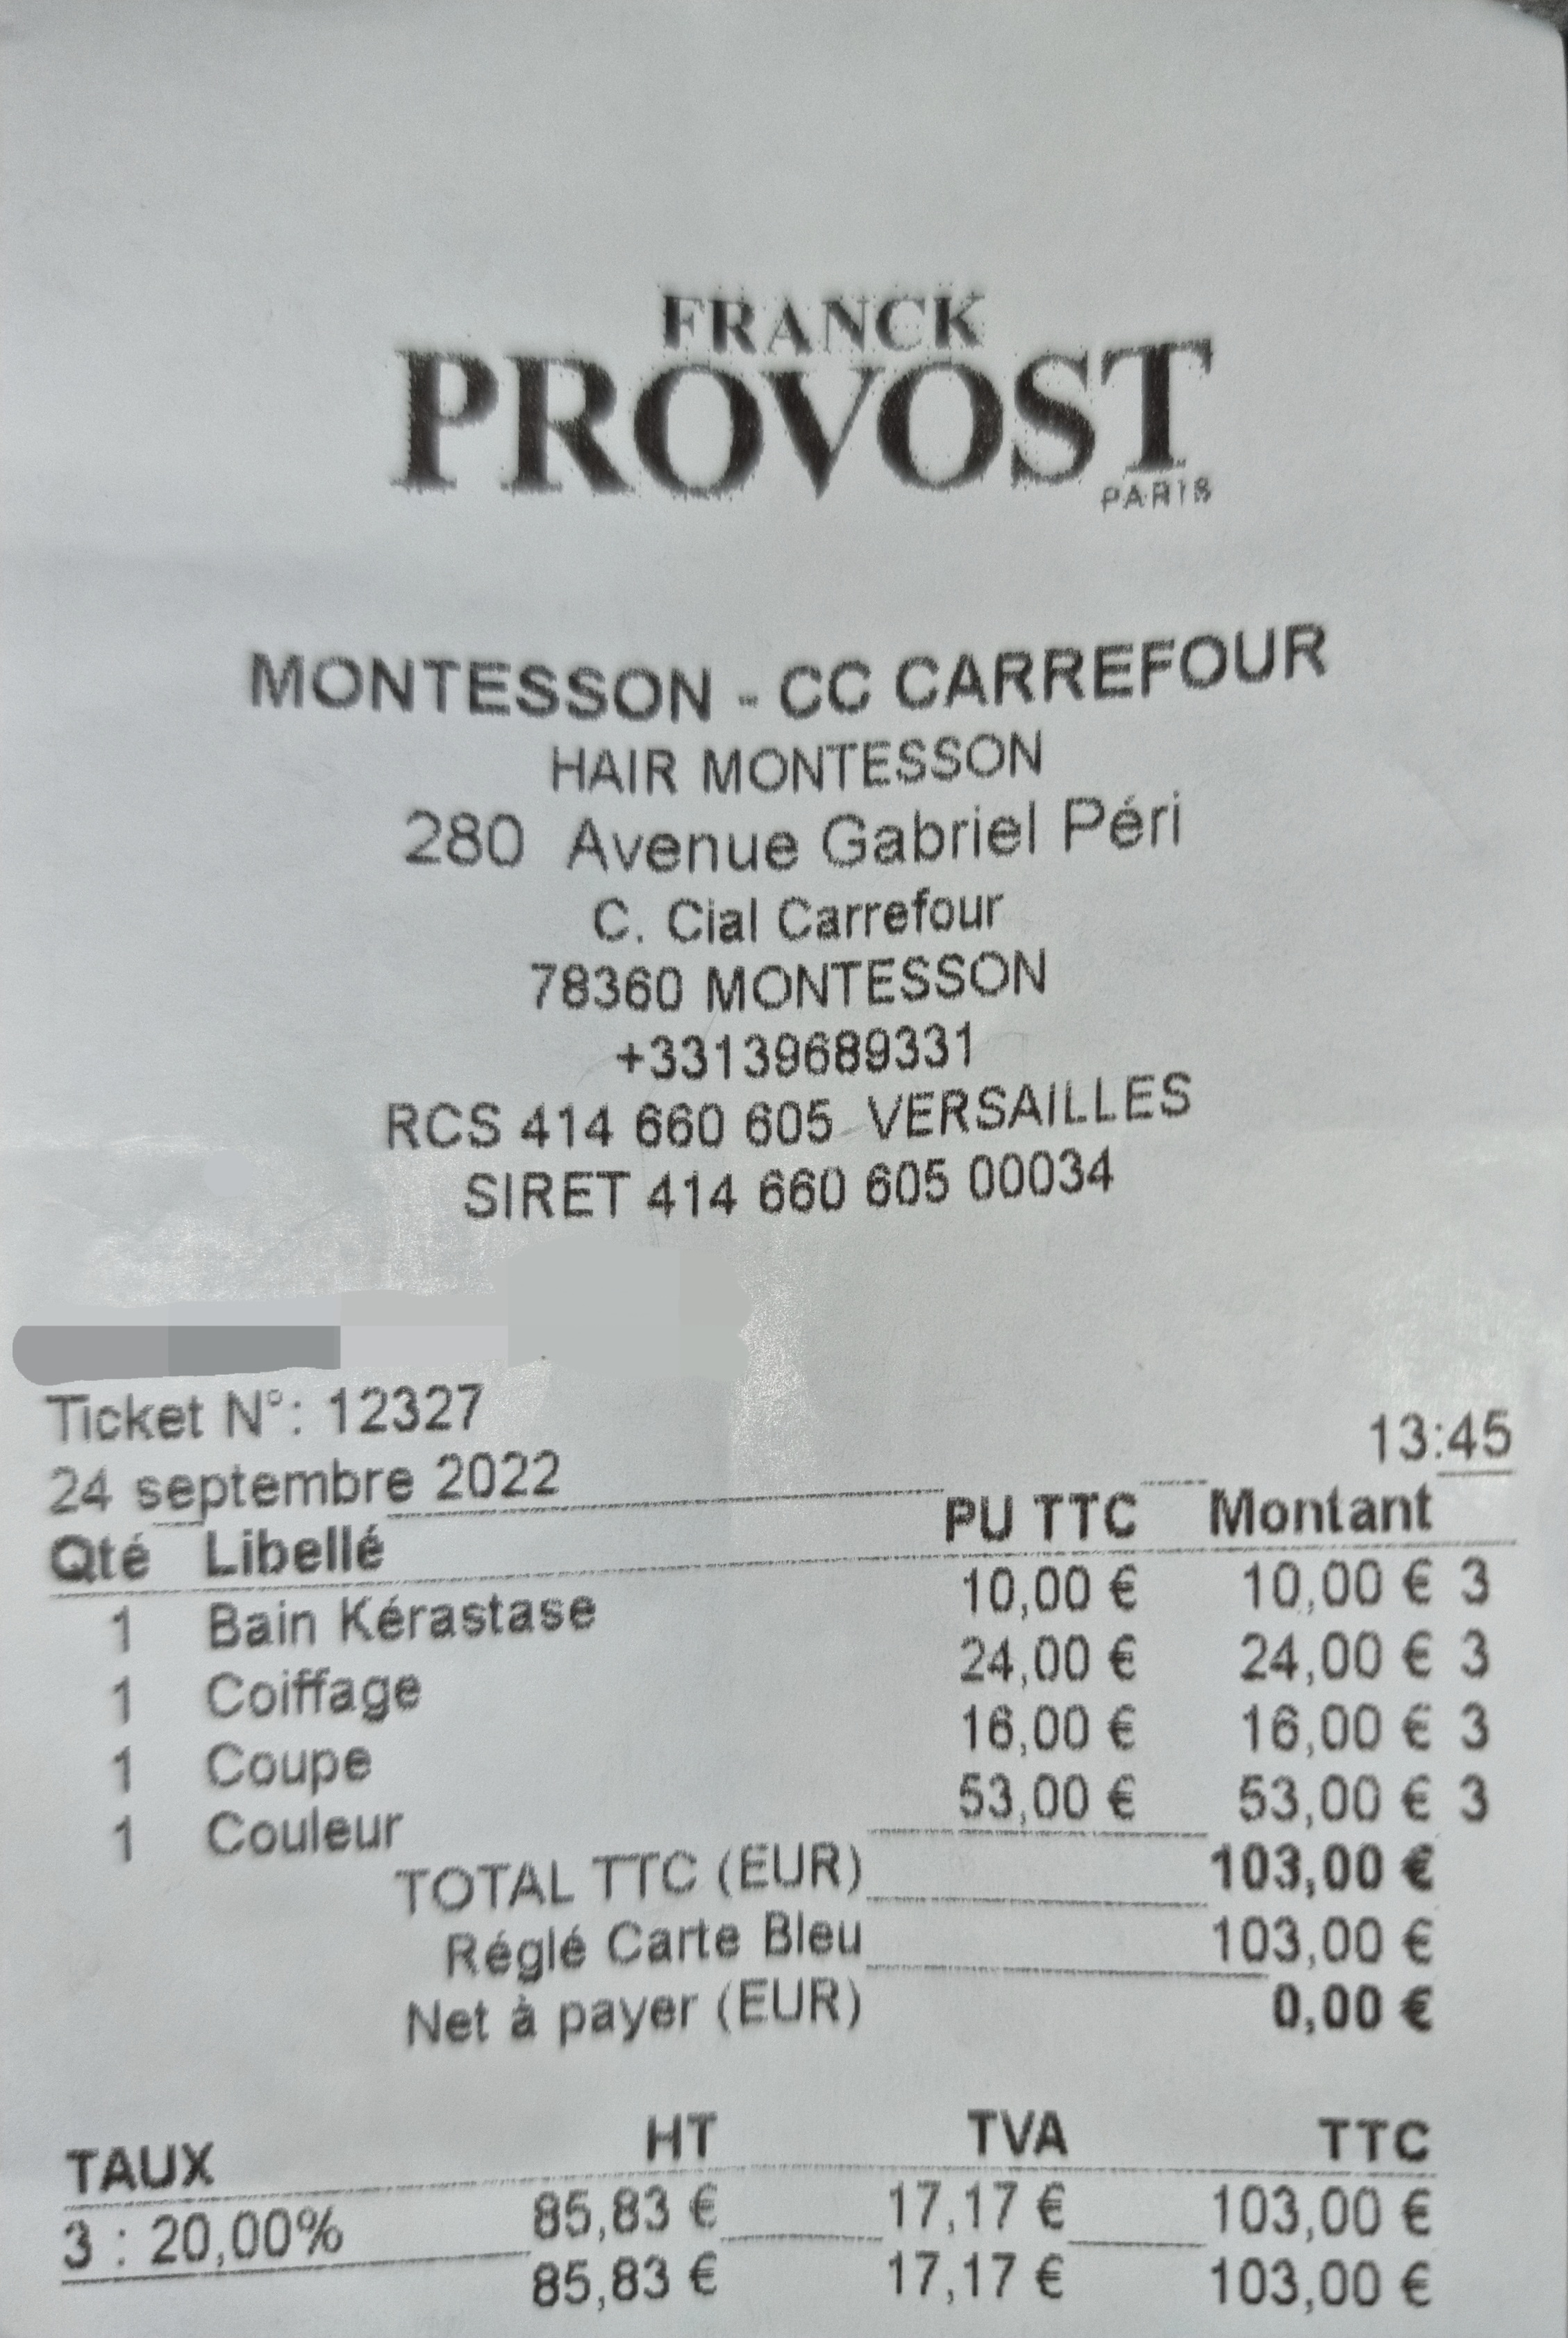 FRANCK
PROVOST
PARIS
MONTESSON - CC CARREFOUR
HAIR MONTESSON
280 Avenue Gabriel Péri
C. Cial Carrefour
78360 MONTESSON
+33139689331
RCS 414 660 605 VERSAILLES
SIRET 414 660 605 00034
Ticket N°: 12327
24 septembre 2022 13:45
Qté Libellé PU TTC Montant
1 Bain Kérastase 10,00 € 10,00 € 3
1 Coiffage 24,00 € 24,00 € 3
1 Coupe 16,00 € 16,00 € 3
1 Couleur 53,00 € 53,00 € 3
TOTAL TTC (EUR) 103,00 €
Réglé Carte Bleu 103,00 €
Net à payer (EUR) 0,00 €
TAUX HT TVA TTC
3 : 20,00% 85,83 € 17,17 € 103,00 €
85,83 € 17,17 € 103,00 €